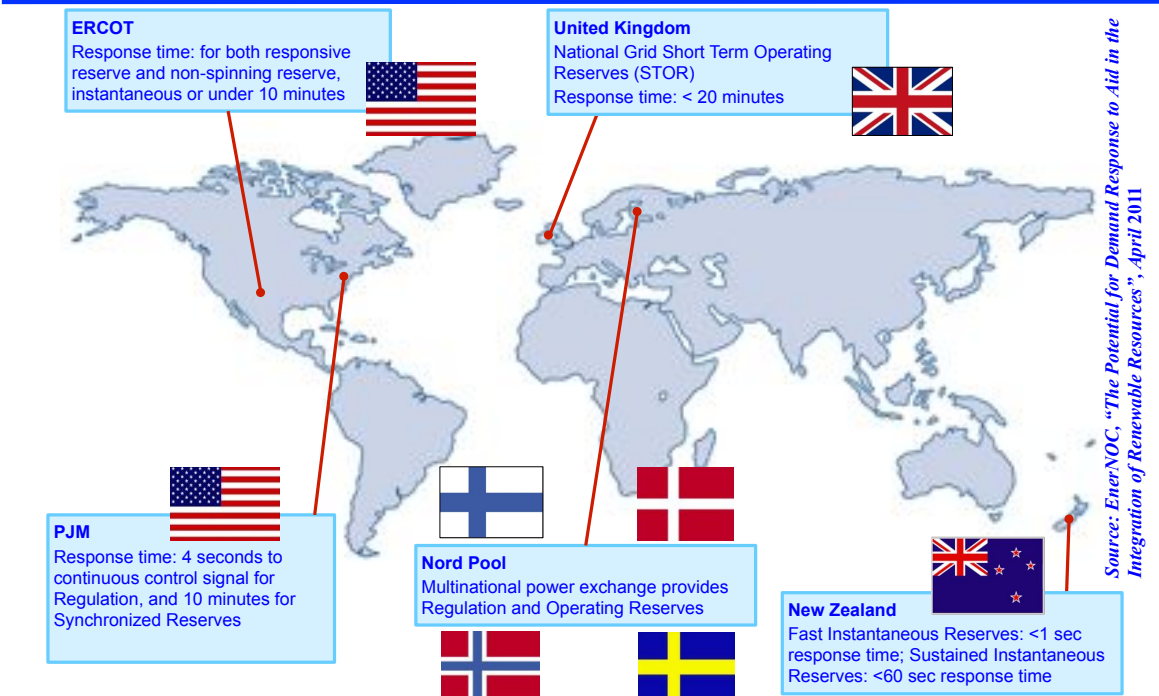 ERCOT
Response time: for both responsive
reserve and non-spinning reserve,
instantaneous or under 10 minutes
United Kingdom
National Grid Short Term Operating
Reserves (STOR)
Response time: < 20 minutes
Source: EnerNOC, “The Potential for Demand Response to Aid in the
Integration of Renewable Resources”, April 2011
PJM
Response time: 4 seconds to
continuous control signal for
Regulation, and 10 minutes for
Synchronized Reserves
Nord Pool
Multinational power exchange provides
Regulation and Operating Reserves
New Zealand
Fast Instantaneous Reserves: <1 sec
response time; Sustained Instantaneous
Reserves: <60 sec response time